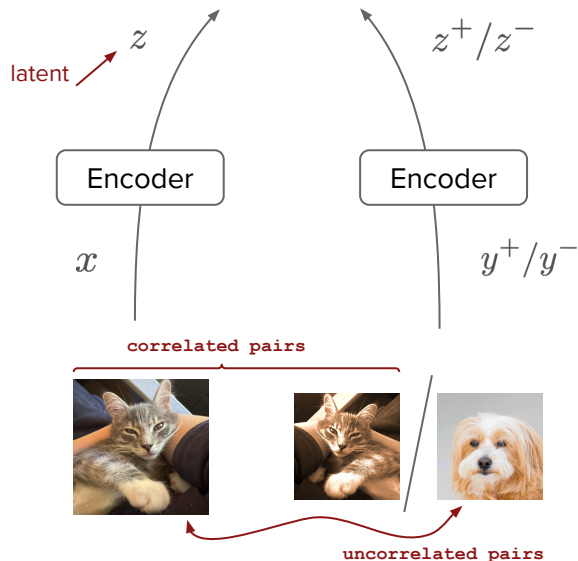 z
z⁺/z⁻
latent
Encoder
Encoder
x
y⁺/y⁻
correlated pairs
uncorrelated pairs